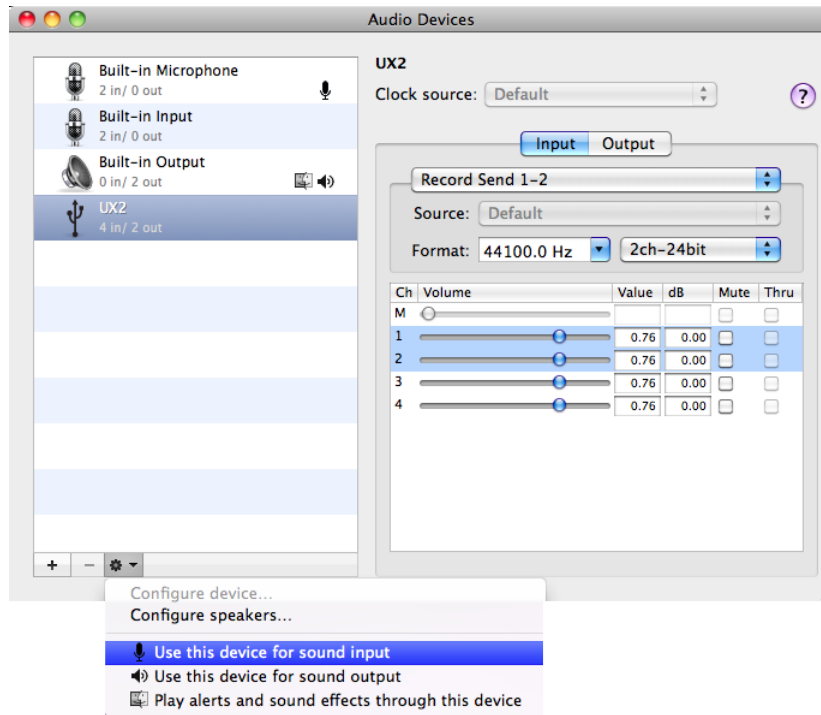 Audio Devices
Built-in Microphone
2 in/ 0 out
Built-in Input
2 in/ 0 out
Built-in Output
0 in/ 2 out
UX2
4 in/ 2 out
UX2
Clock source: Default
?
Input Output
Record Send 1-2
Source: Default
Format: 44100.0 Hz 2ch-24bit
Ch Volume Value dB Mute Thru
M
1 0.76 0.00
2 0.76 0.00
3 0.76 0.00
4 0.76 0.00
+ −
Configure device...
Configure speakers...
Use this device for sound input
Use this device for sound output
Play alerts and sound effects through this device